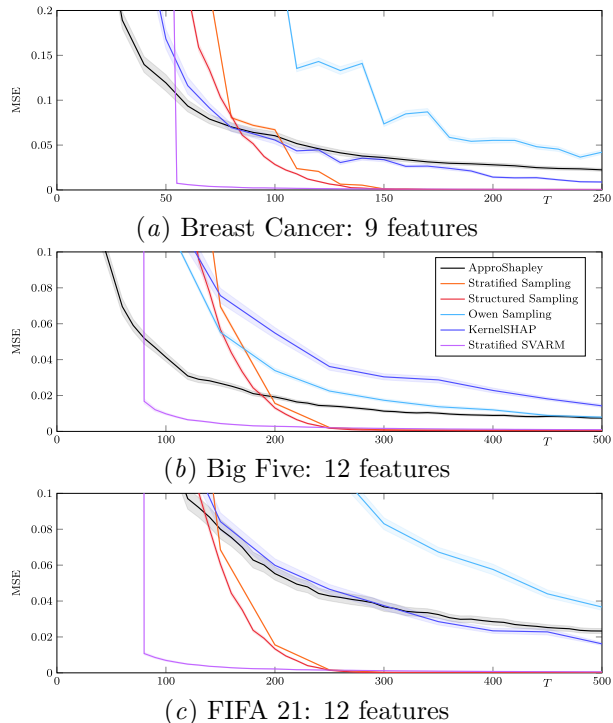 0.2
0.15
0.1
0.05
0
MSE
0 50 100 150 200 T 250
(a) Breast Cancer: 9 features
0.1
0.08
0.06
0.04
0.02
0
MSE
ApproShapley
Stratified Sampling
Structured Sampling
Owen Sampling
KernelSHAP
Stratified SVARM
0 100 200 300 400 T 500
(b) Big Five: 12 features
0.1
0.08
0.06
0.04
0.02
0
MSE
0 100 200 300 400 T 500
(c) FIFA 21: 12 features